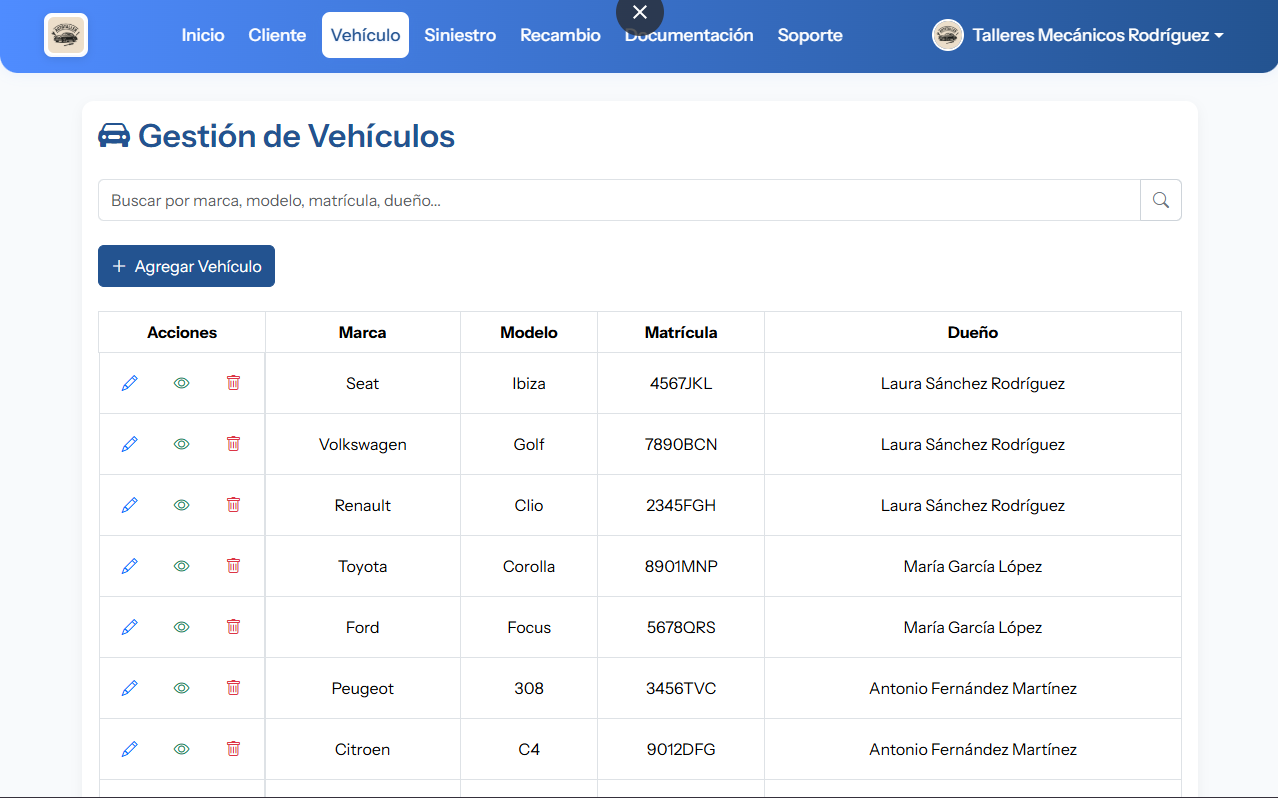 Inicio Cliente Vehículo Siniestro Recambio Documentación Soporte Talleres Mecánicos Rodríguez
Gestión de Vehículos
Buscar por marca, modelo, matrícula, dueño...
+ Agregar Vehículo
Acciones Marca Modelo Matrícula Dueño
Seat Ibiza 4567JKL Laura Sánchez Rodríguez
Volkswagen Golf 7890BCN Laura Sánchez Rodríguez
Renault Clio 2345FGH Laura Sánchez Rodríguez
Toyota Corolla 8901MNP María García López
Ford Focus 5678QRS María García López
Peugeot 308 3456TVC Antonio Fernández Martínez
Citroen C4 9012DFG Antonio Fernández Martínez